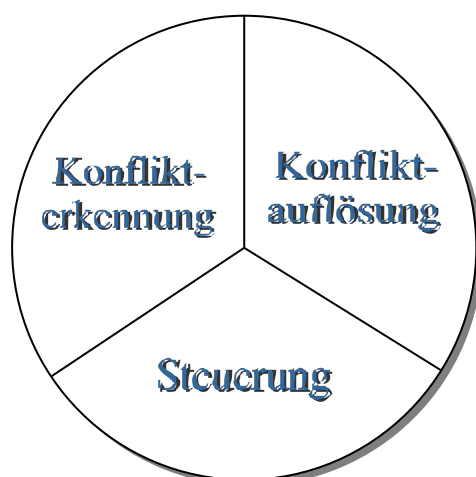 Konflikt-
erkennung
Konflikt-
auflösung
Steuerung